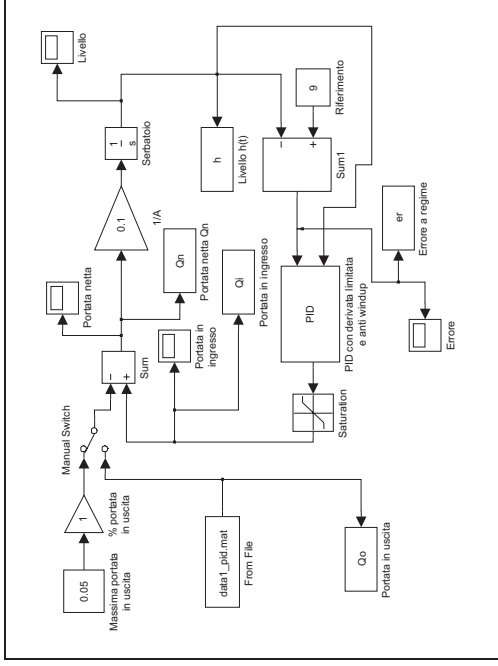 0.05
Massima portata
in uscita
1
% portata
in uscita
Manual Switch
Sum
Portata netta
0.1
1/A
1
s
Serbatoio
Livello
Qn
Portata netta Qn
Portata in
ingresso
Qi
Portata in ingresso
h
Livello h(t)
9
Riferimento
Sum1
data1_pid.mat
From File
Saturation
PID
PID con derivata limitata
e anti windup
er
Errore a regime
Errore
Qo
Portata in uscita